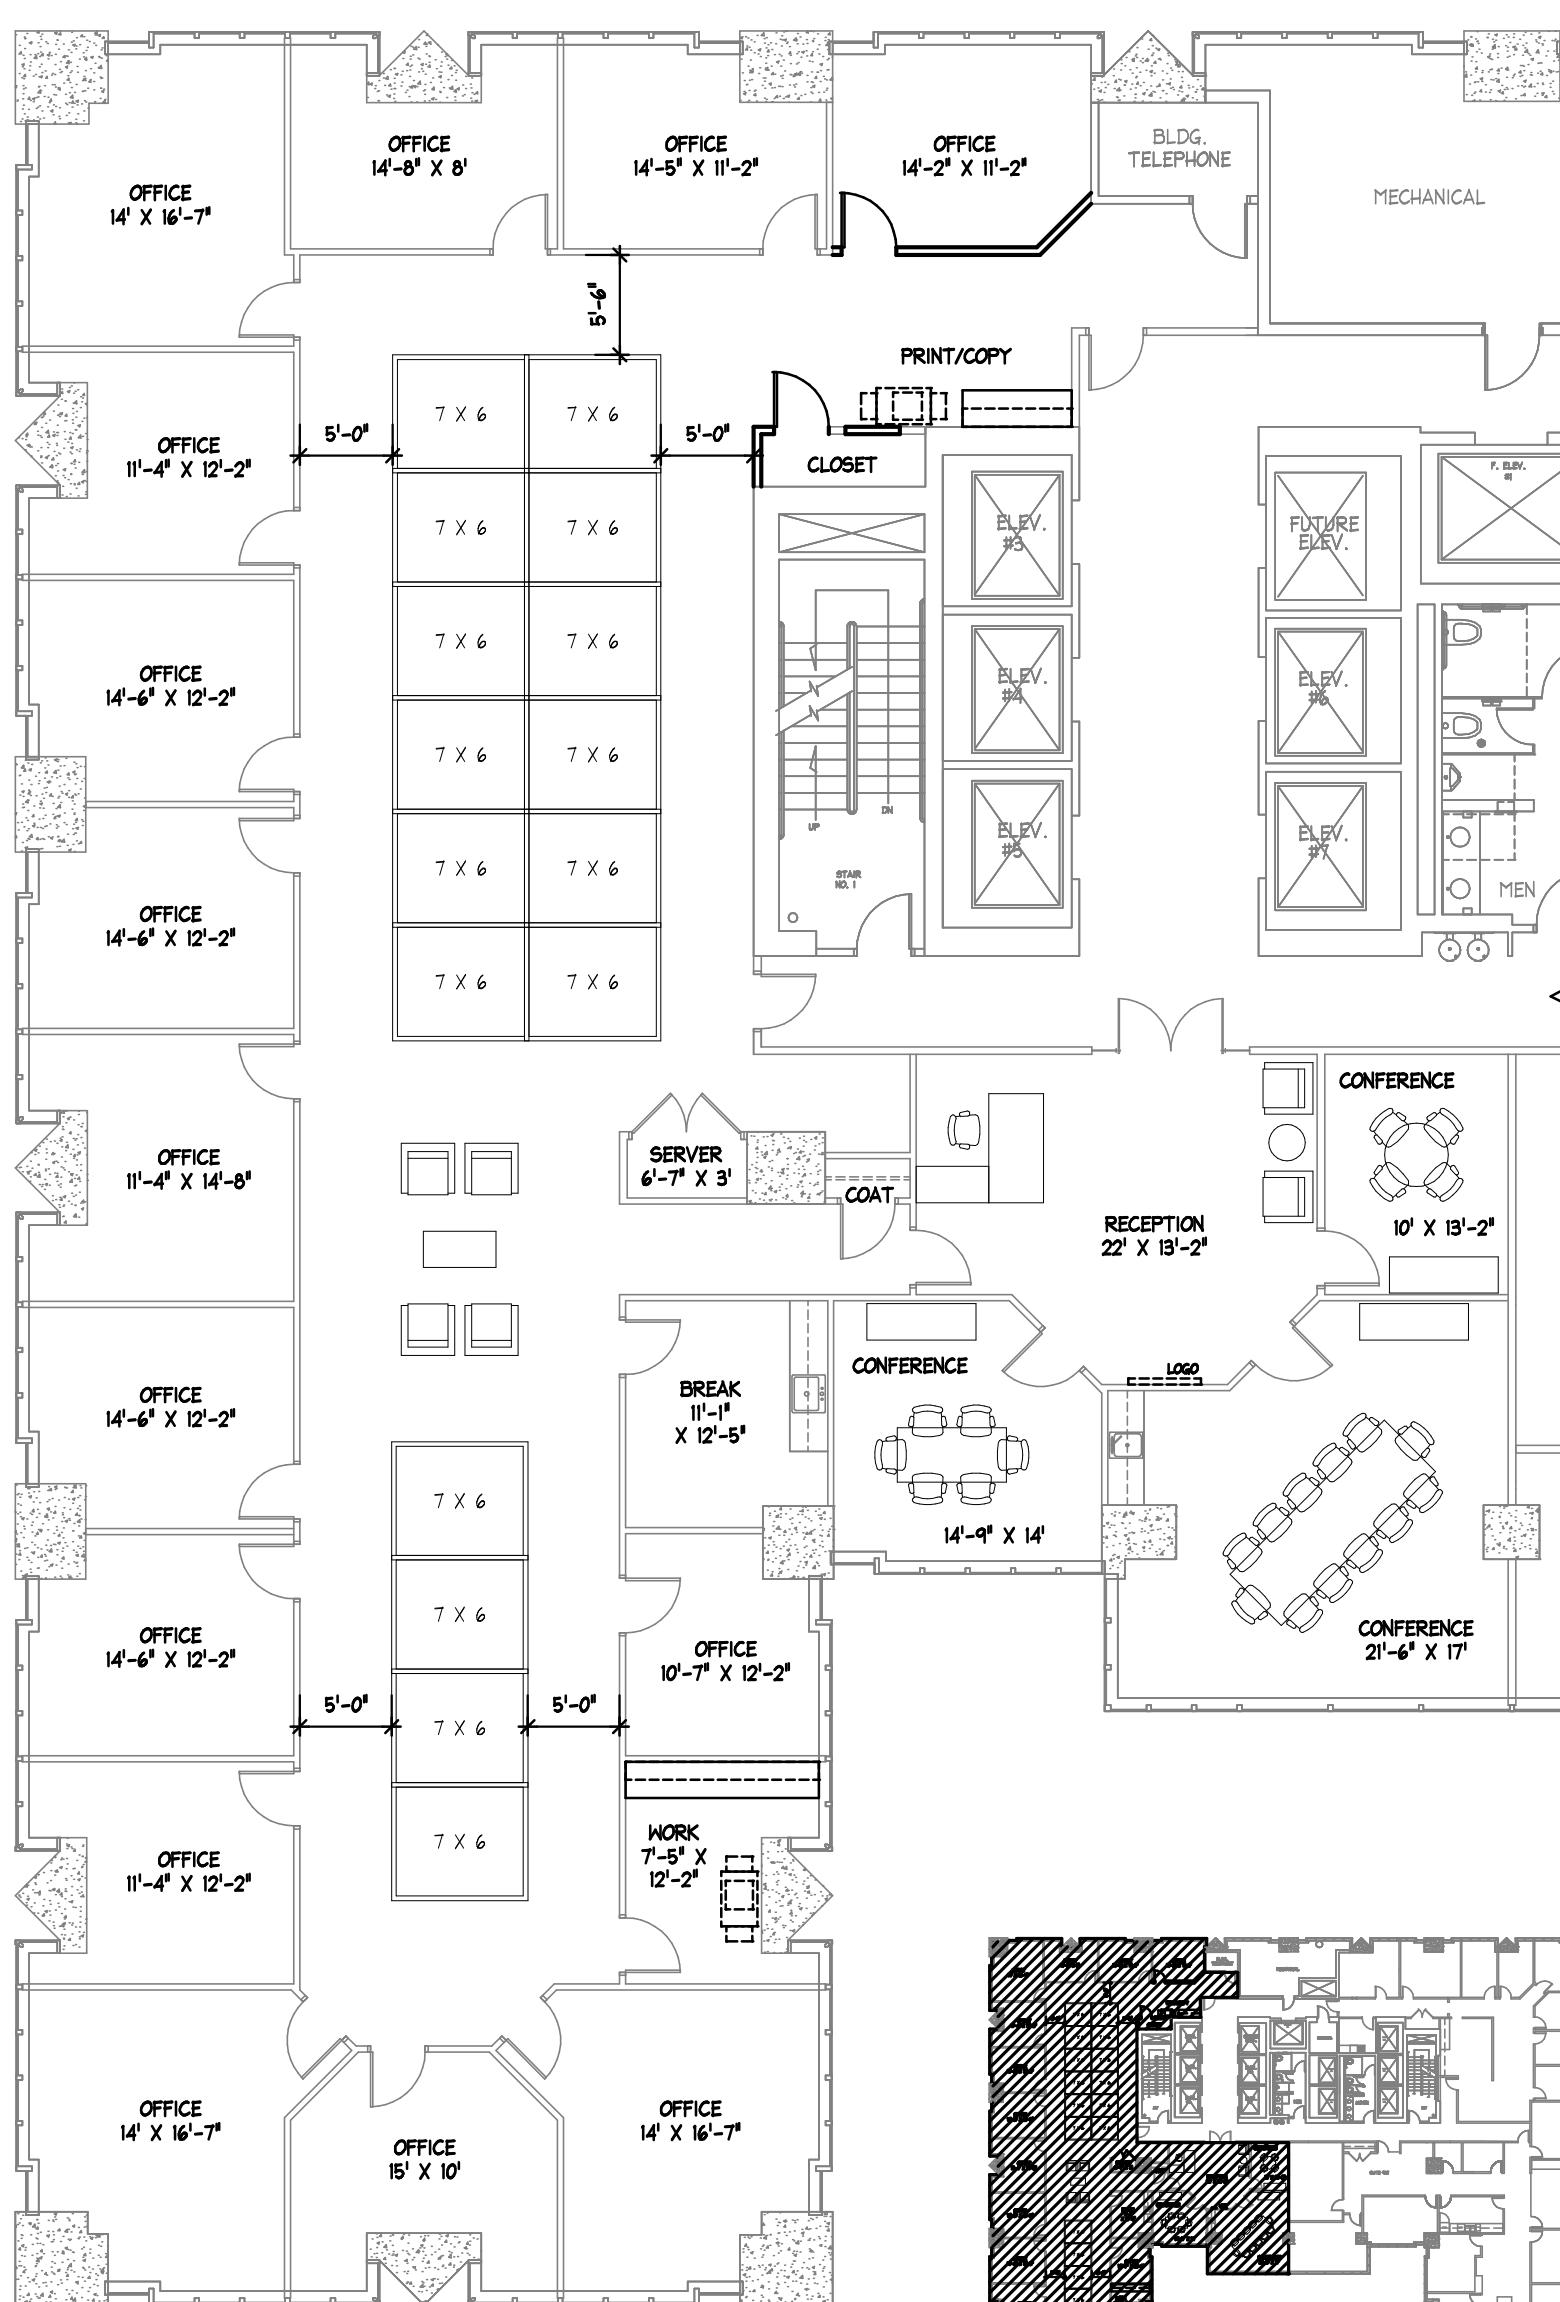 OFFICE
14' X 16'-7"
OFFICE
14'-8" X 8'
OFFICE
14'-5" X 11'-2"
OFFICE
14'-2" X 11'-2"
BLDG.
TELEPHONE
MECHANICAL
5'-6"
PRINT/COPY
OFFICE
11'-4" X 12'-2"
5'-0"
7 X 6
7 X 6
5'-0"
CLOSET
F. ELEV.
#1
7 X 6
7 X 6
ELEV.
#3
FUTURE
ELEV.
OFFICE
14'-6" X 12'-2"
7 X 6
7 X 6
ELEV.
#4
ELEV.
#6
7 X 6
7 X 6
UP
DN
ELEV.
#5
ELEV.
#7
STAIR
NO. 1
MEN
7 X 6
7 X 6
OFFICE
14'-6" X 12'-2"
7 X 6
7 X 6
OFFICE
11'-4" X 14'-8"
SERVER
6'-7" X 3'
COAT
RECEPTION
22' X 13'-2"
CONFERENCE
10' X 13'-2"
OFFICE
14'-6" X 12'-2"
BREAK
11'-1"
X 12'-5"
CONFERENCE
14'-9" X 14'
LOGO
7 X 6
OFFICE
14'-6" X 12'-2"
7 X 6
OFFICE
10'-7" X 12'-2"
CONFERENCE
21'-6" X 17'
5'-0"
7 X 6
5'-0"
OFFICE
11'-4" X 12'-2"
7 X 6
WORK
7'-5" X
12'-2"
OFFICE
14' X 16'-7"
OFFICE
15' X 10'
OFFICE
14' X 16'-7"